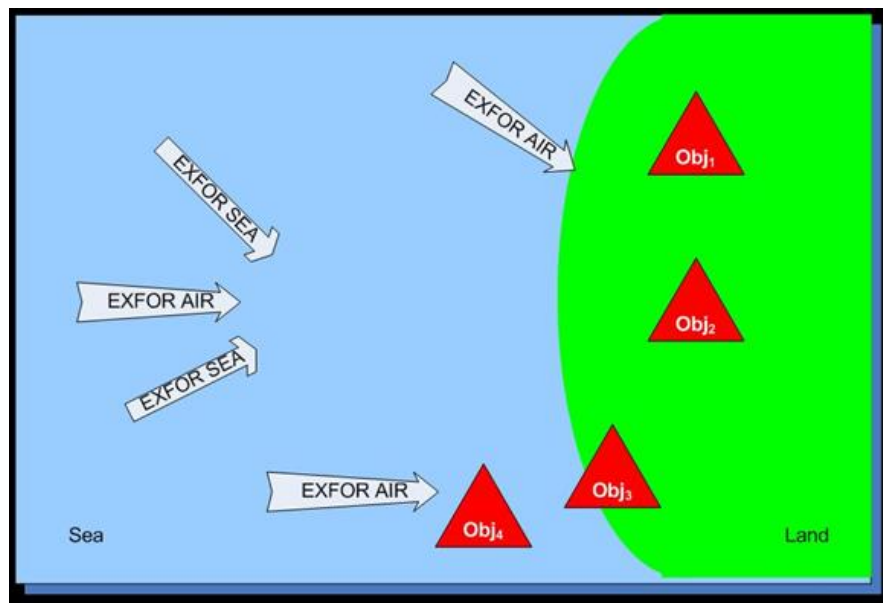 EXFOR AIR
Obj₁
EXFOR SEA
EXFOR AIR
Obj₂
EXFOR SEA
EXFOR AIR
Obj₃
Obj₄
Sea
Land